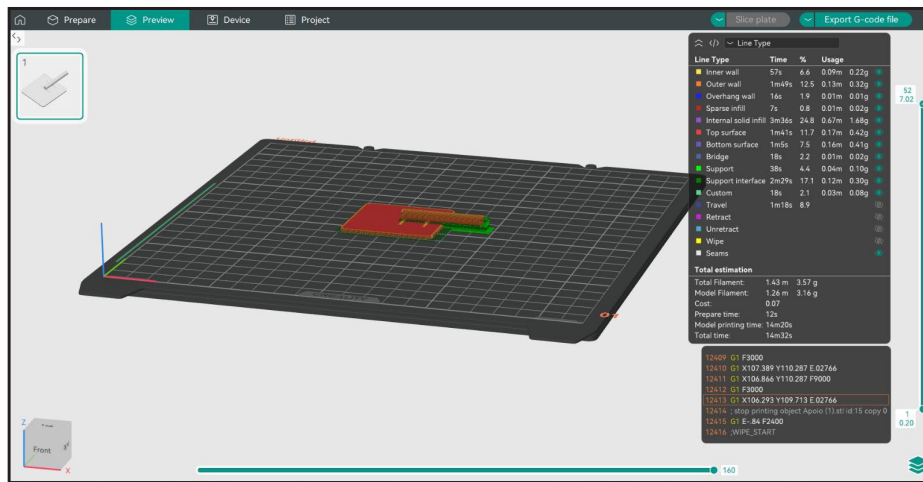 Prepare Preview Device Project Slice plate Export G-code file
1
Line Type
Line Type Time % Usage
Inner wall 57s 6.6 0.09m 0.22g
Outer wall 1m49s 12.5 0.13m 0.32g
Overhang wall 16s 1.9 0.01m 0.01g
Sparse infill 7s 0.8 0.01m 0.02g
Internal solid infill 3m36s 24.8 0.67m 1.68g
Top surface 1m41s 11.7 0.17m 0.42g
Bottom surface 1m5s 7.5 0.16m 0.41g
Bridge 18s 2.2 0.01m 0.02g
Support 38s 4.4 0.04m 0.10g
Support interface 2m29s 17.1 0.12m 0.30g
Custom 18s 2.1 0.03m 0.08g
Travel 1m18s 8.9
Retract
Unretract
Wipe
Seams
Total estimation
Total Filament: 1.43 m 3.57 g
Model Filament: 1.26 m 3.16 g
Cost: 0.07
Prepare time: 12s
Model printing time: 14m20s
Total time: 14m32s
52
7.02
12409 G1 F3000
12410 G1 X107.389 Y110.287 E.02766
12411 G1 X106.866 Y110.287 F9000
12412 G1 F3000
12413 G1 X106.293 Y109.713 E.02766
12414 ; stop printing object Apoio (1).stl id:15 copy 0
12415 G1 E-.84 F2400
12416 ;WIPE_START
1
0.20
Z
Front
X
160